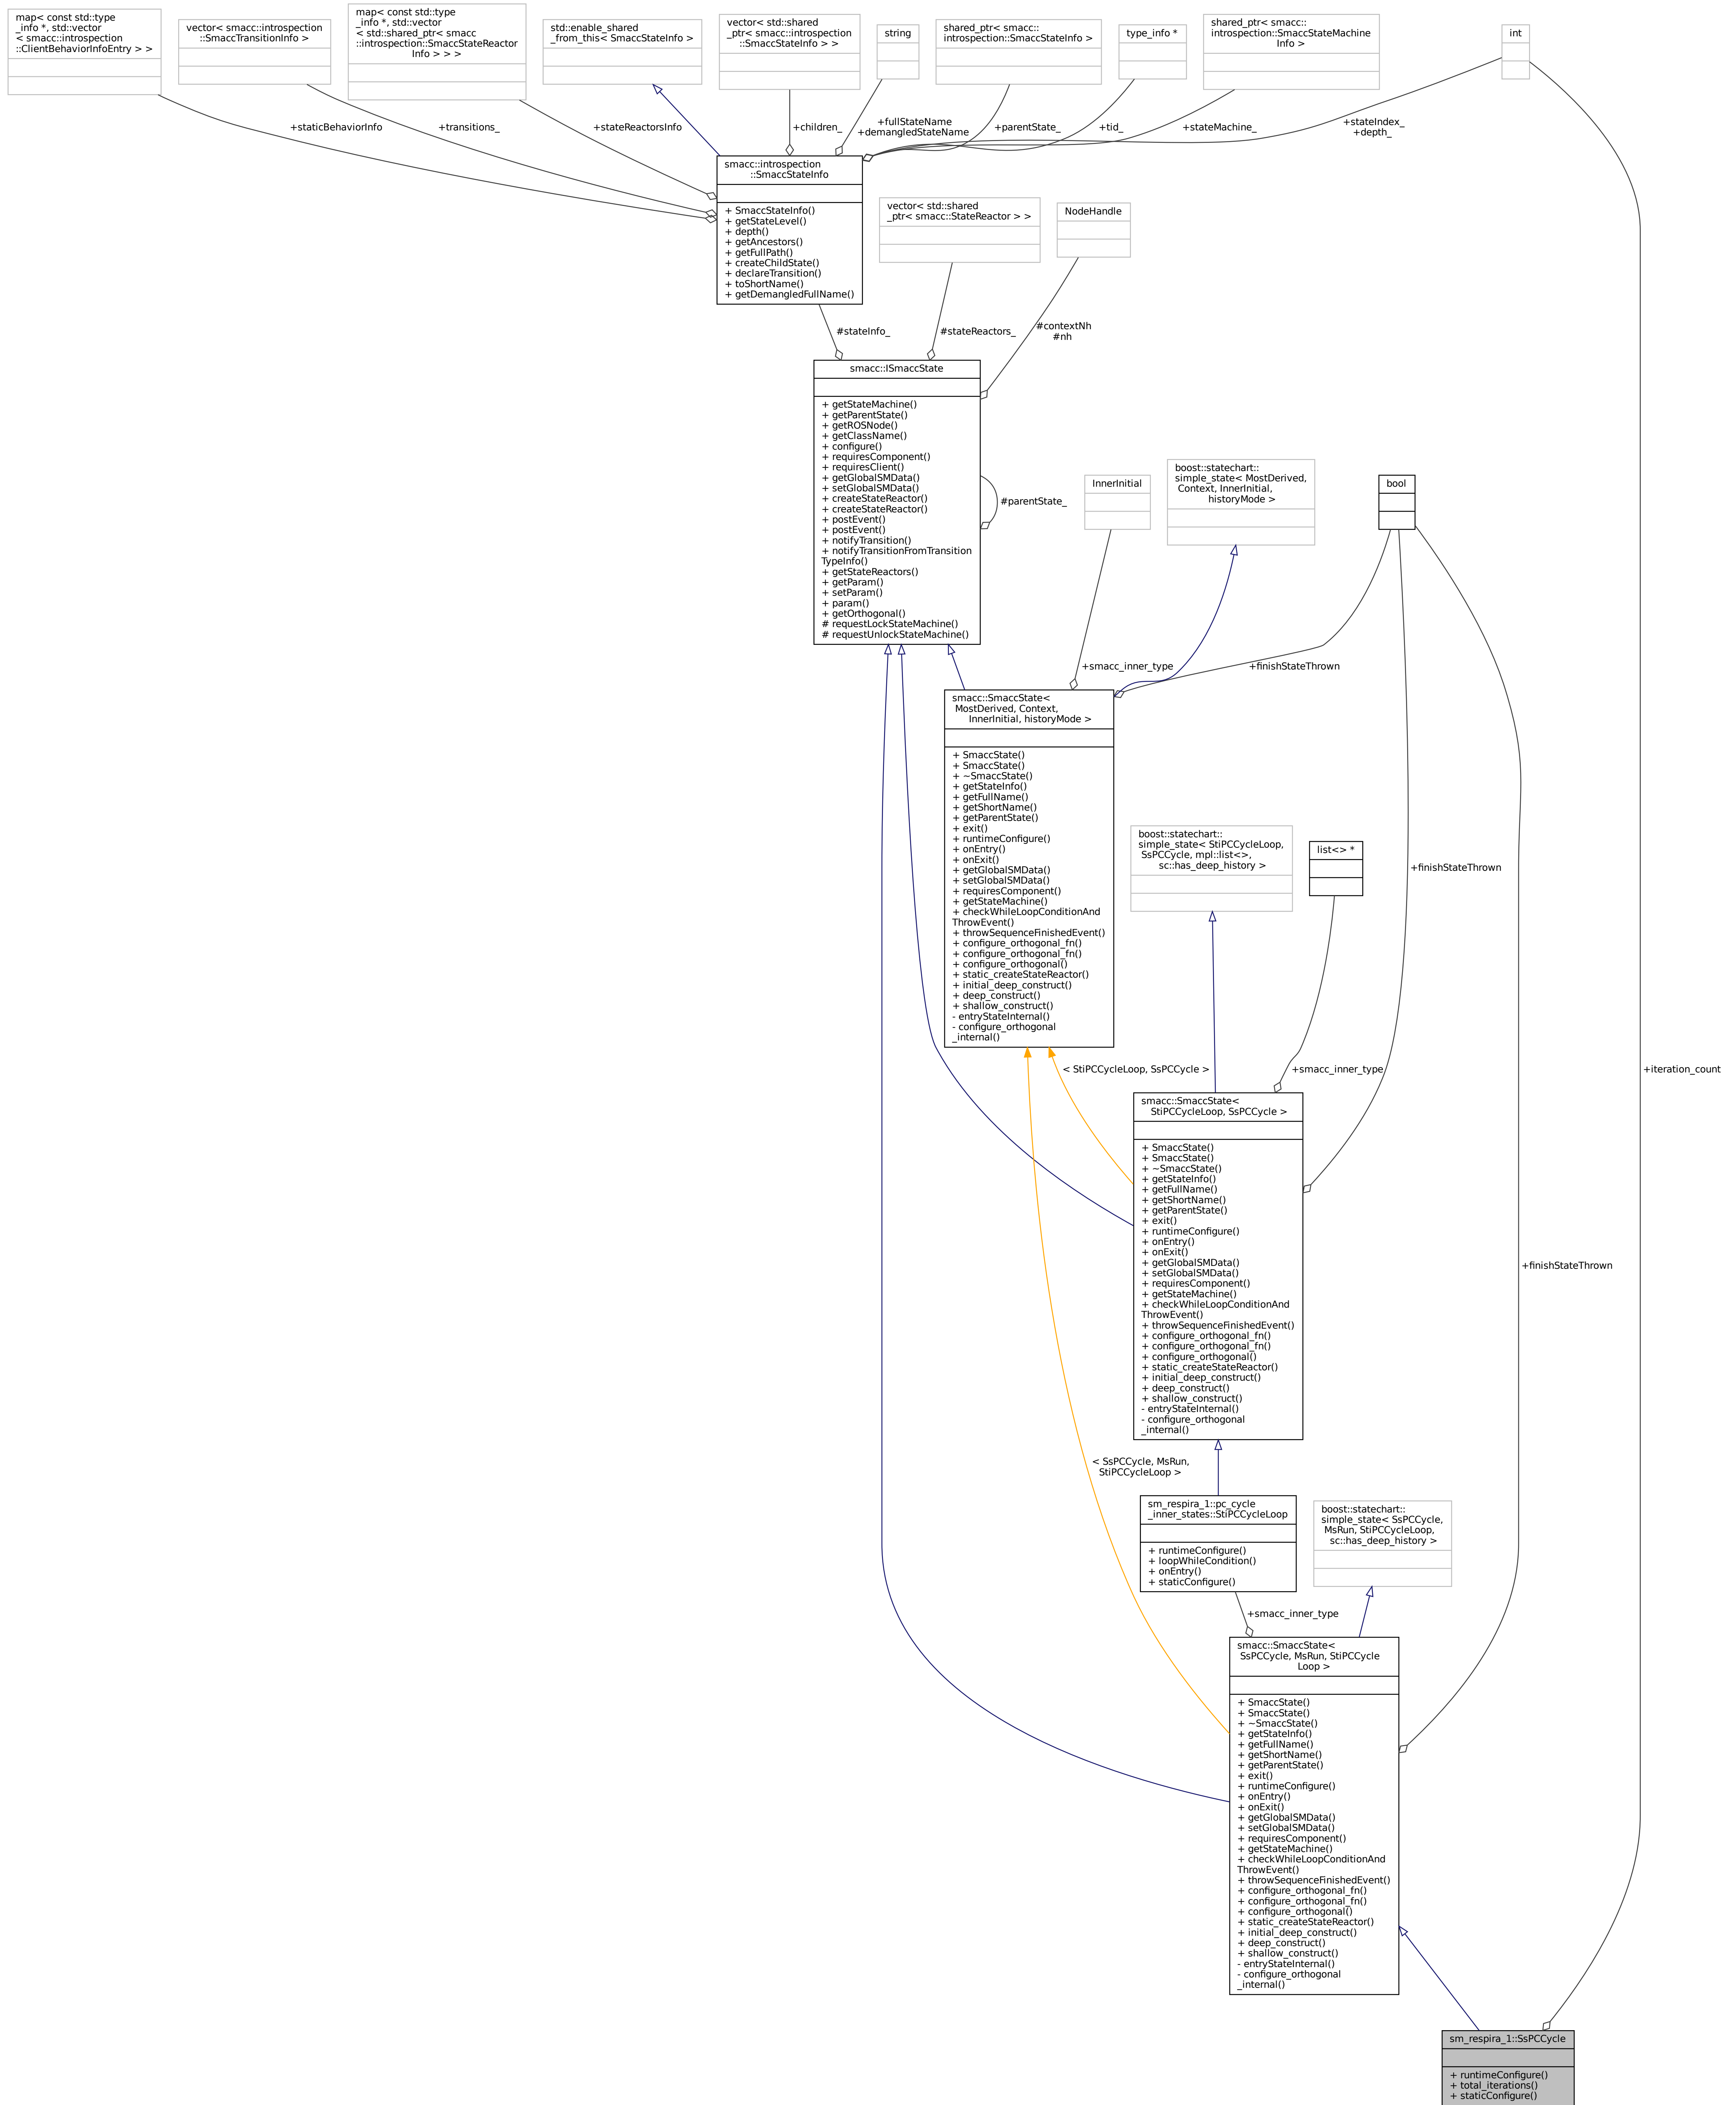 map< const std::type
_info *, std::vector
< smacc::introspection
::ClientBehaviorInfoEntry > >
vector< smacc::introspection
::SmaccTransitionInfo >
map< const std::type
_info *, std::vector
< std::shared_ptr< smacc
::introspection::SmaccStateReactor
Info > > >
std::enable_shared
_from_this< SmaccStateInfo >
vector< std::shared
_ptr< smacc::introspection
::SmaccStateInfo > >
string
shared_ptr< smacc::
introspection::SmaccStateInfo >
type_info *
shared_ptr< smacc::
introspection::SmaccStateMachine
Info >
int
+staticBehaviorInfo
+transitions_
+stateReactorsInfo
+children_
+fullStateName
+demangledStateName
+parentState_
+tid_
+stateMachine_
+stateIndex_
+depth_
smacc::introspection
::SmaccStateInfo
+ SmaccStateInfo()
+ getStateLevel()
+ depth()
+ getAncestors()
+ getFullPath()
+ createChildState()
+ declareTransition()
+ toShortName()
+ getDemangledFullName()
vector< std::shared
_ptr< smacc::StateReactor > >
NodeHandle
#stateInfo_
#stateReactors_
#contextNh
#nh
smacc::ISmaccState
+ getStateMachine()
+ getParentState()
+ getROSNode()
+ getClassName()
+ configure()
+ requiresComponent()
+ requiresClient()
+ getGlobalSMData()
+ setGlobalSMData()
+ createStateReactor()
+ createStateReactor()
+ postEvent()
+ postEvent()
+ notifyTransition()
+ notifyTransitionFromTransition
TypeInfo()
+ getStateReactors()
+ getParam()
+ setParam()
+ param()
+ getOrthogonal()
# requestLockStateMachine()
# requestUnlockStateMachine()
#parentState_
InnerInitial
boost::statechart::
simple_state< MostDerived,
Context, InnerInitial,
historyMode >
bool
+smacc_inner_type
+finishStateThrown
smacc::SmaccState<
MostDerived, Context,
InnerInitial, historyMode >
+ SmaccState()
+ SmaccState()
+ ~SmaccState()
+ getStateInfo()
+ getFullName()
+ getShortName()
+ getParentState()
+ exit()
+ runtimeConfigure()
+ onEntry()
+ onExit()
+ getGlobalSMData()
+ setGlobalSMData()
+ requiresComponent()
+ getStateMachine()
+ checkWhileLoopConditionAnd
ThrowEvent()
+ throwSequenceFinishedEvent()
+ configure_orthogonal_fn()
+ configure_orthogonal_fn()
+ configure_orthogonal()
+ static_createStateReactor()
+ initial_deep_construct()
+ deep_construct()
+ shallow_construct()
- entryStateInternal()
- configure_orthogonal
_internal()
boost::statechart::
simple_state< StiPCCycleLoop,
SsPCCycle, mpl::list<>,
sc::has_deep_history >
list<> *
+finishStateThrown
< StiPCCycleLoop, SsPCCycle >
+smacc_inner_type
+iteration_count
smacc::SmaccState<
StiPCCycleLoop, SsPCCycle >
+ SmaccState()
+ SmaccState()
+ ~SmaccState()
+ getStateInfo()
+ getFullName()
+ getShortName()
+ getParentState()
+ exit()
+ runtimeConfigure()
+ onEntry()
+ onExit()
+ getGlobalSMData()
+ setGlobalSMData()
+ requiresComponent()
+ getStateMachine()
+ checkWhileLoopConditionAnd
ThrowEvent()
+ throwSequenceFinishedEvent()
+ configure_orthogonal_fn()
+ configure_orthogonal_fn()
+ configure_orthogonal()
+ static_createStateReactor()
+ initial_deep_construct()
+ deep_construct()
+ shallow_construct()
- entryStateInternal()
- configure_orthogonal
_internal()
+finishStateThrown
< SsPCCycle, MsRun,
StiPCCycleLoop >
sm_respira_1::pc_cycle
_inner_states::StiPCCycleLoop
+ runtimeConfigure()
+ loopWhileCondition()
+ onEntry()
+ staticConfigure()
boost::statechart::
simple_state< SsPCCycle,
MsRun, StiPCCycleLoop,
sc::has_deep_history >
+smacc_inner_type
smacc::SmaccState<
SsPCCycle, MsRun, StiPCCycle
Loop >
+ SmaccState()
+ SmaccState()
+ ~SmaccState()
+ getStateInfo()
+ getFullName()
+ getShortName()
+ getParentState()
+ exit()
+ runtimeConfigure()
+ onEntry()
+ onExit()
+ getGlobalSMData()
+ setGlobalSMData()
+ requiresComponent()
+ getStateMachine()
+ checkWhileLoopConditionAnd
ThrowEvent()
+ throwSequenceFinishedEvent()
+ configure_orthogonal_fn()
+ configure_orthogonal_fn()
+ configure_orthogonal()
+ static_createStateReactor()
+ initial_deep_construct()
+ deep_construct()
+ shallow_construct()
- entryStateInternal()
- configure_orthogonal
_internal()
sm_respira_1::SsPCCycle
+ runtimeConfigure()
+ total_iterations()
+ staticConfigure()